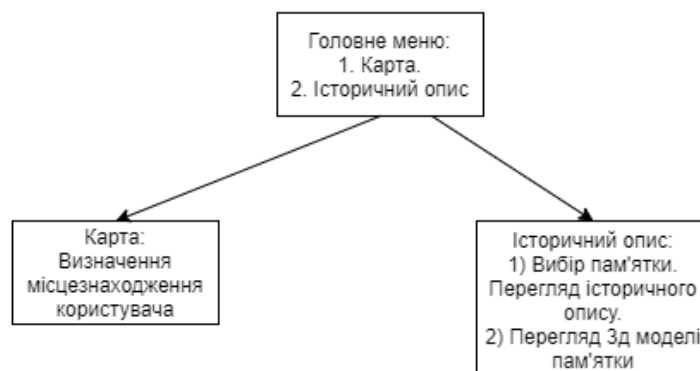 Головне меню:
1. Карта.
2. Історичний опис
Карта:
Визначення
місцезнаходження
користувача
Історичний опис:
1) Вибір пам'ятки.
Перегляд історичного
опису.
2) Перегляд 3д моделі
пам'ятки